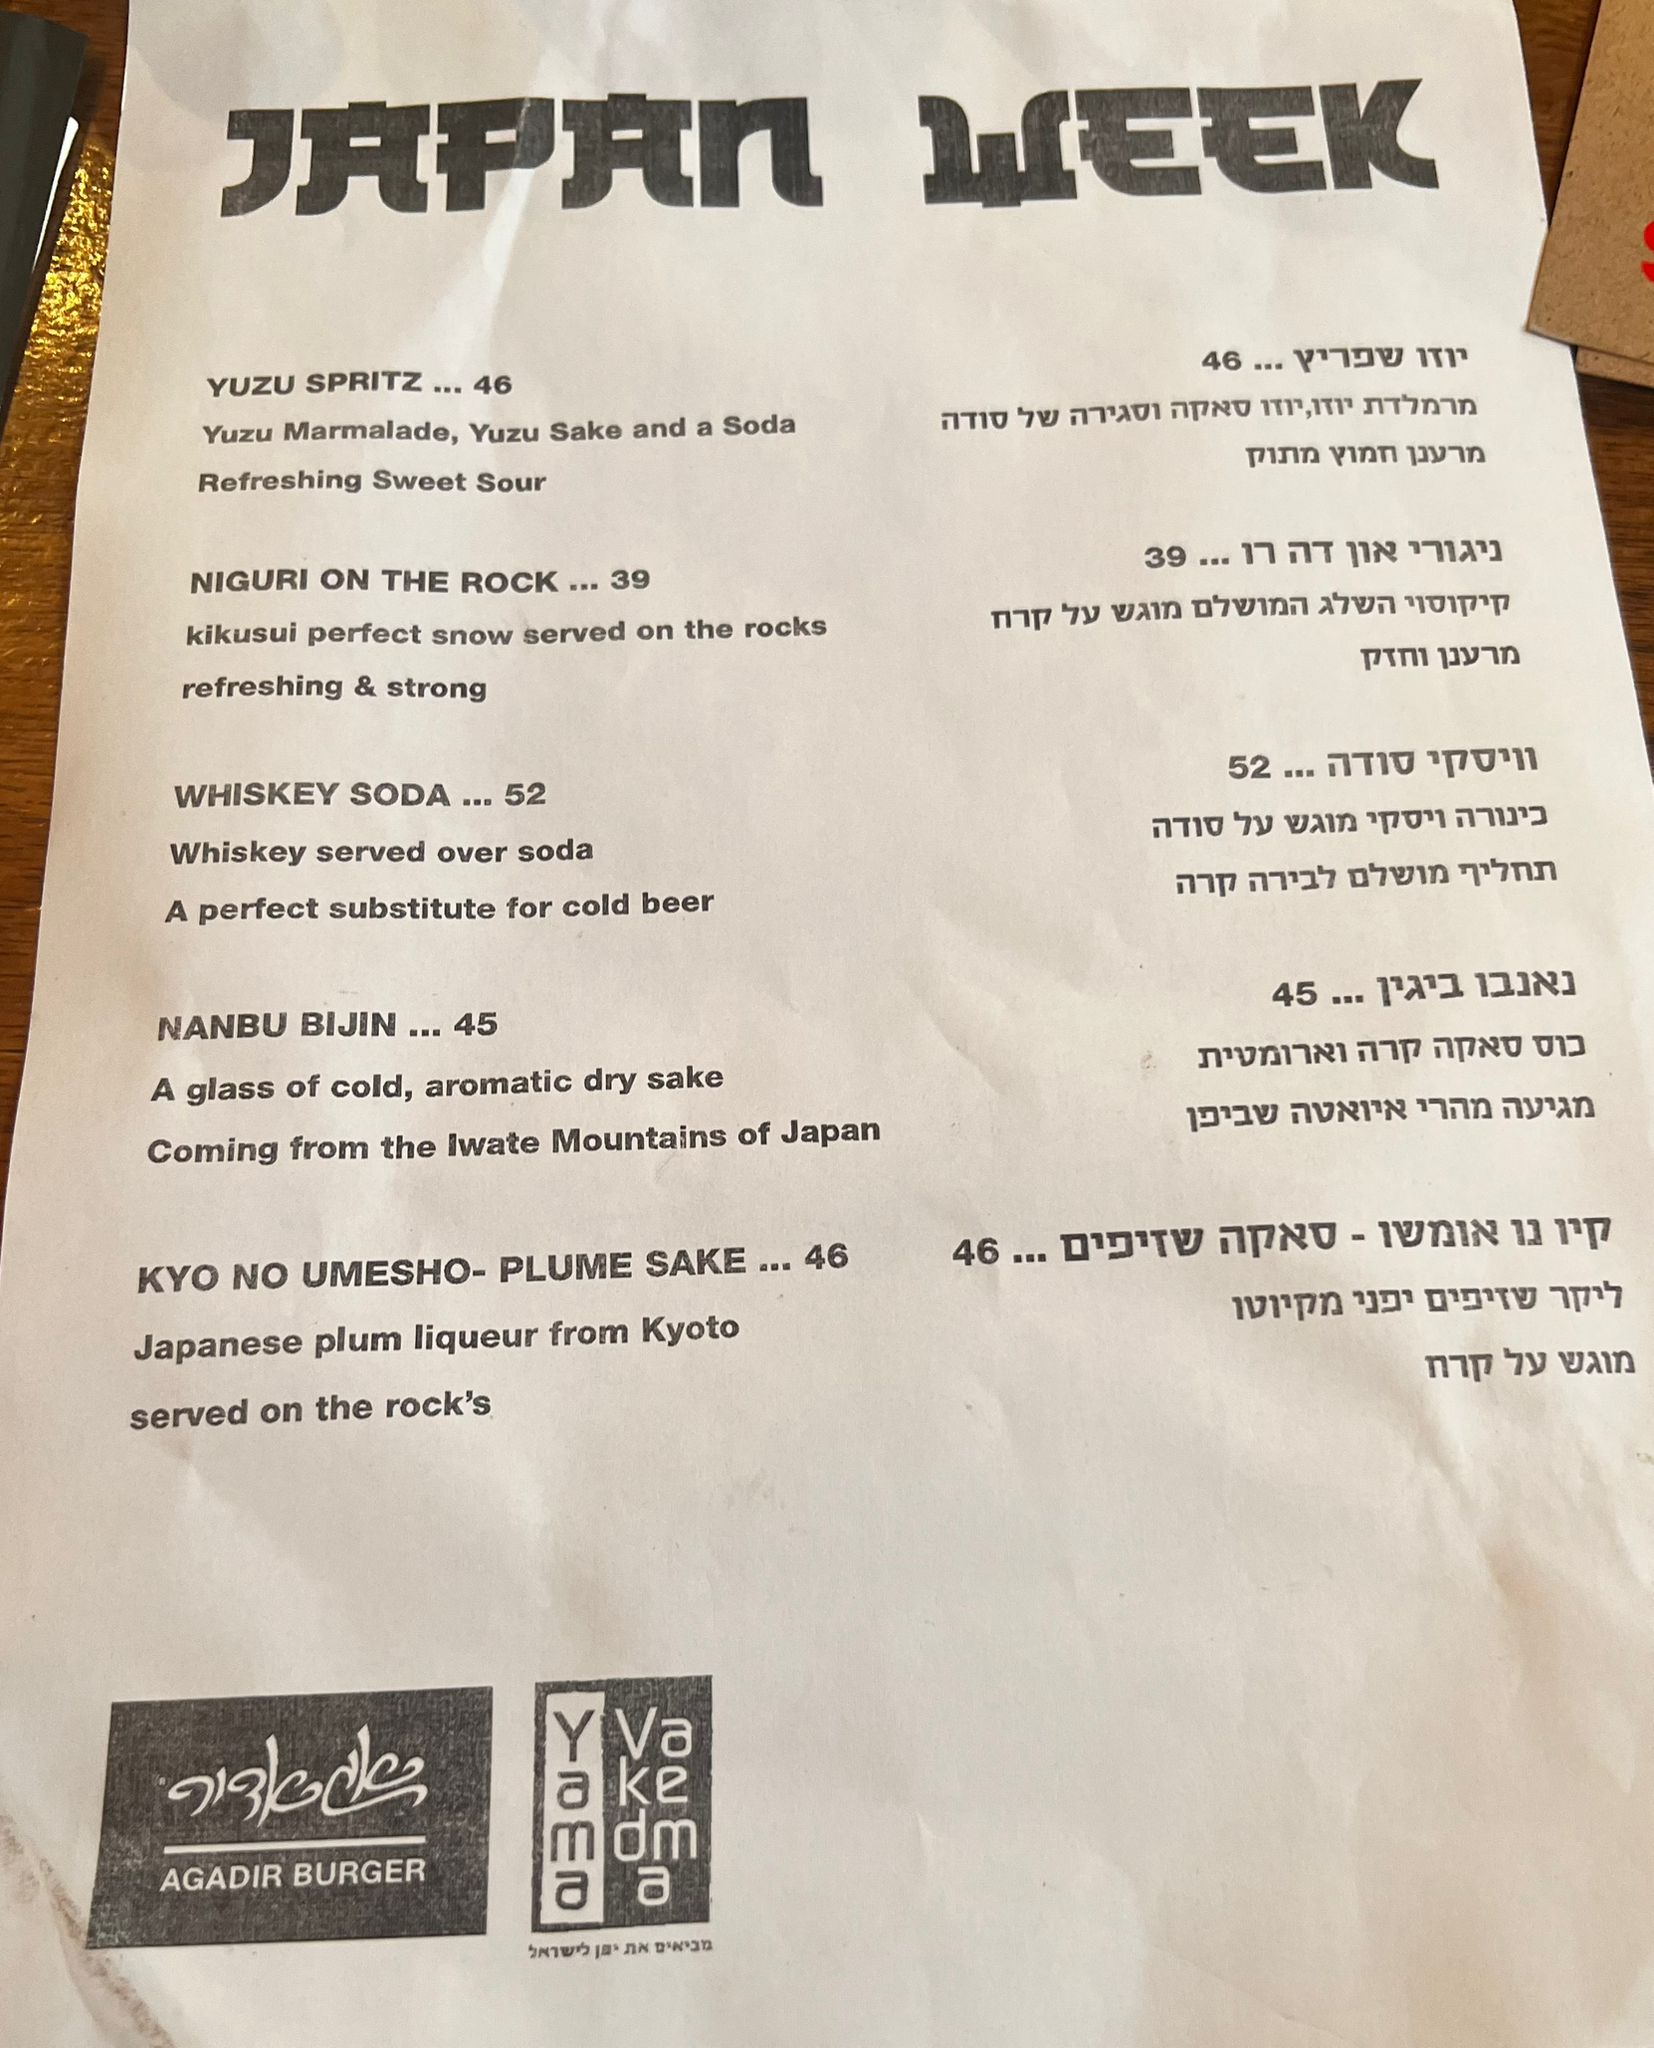 JAPAN WEEK
YUZU SPRITZ ... 46
Yuzu Marmalade, Yuzu Sake and a Soda
Refreshing Sweet Sour
NIGURI ON THE ROCK ... 39
kikusui perfect snow served on the rocks
refreshing & strong
WHISKEY SODA ... 52
Whiskey served over soda
A perfect substitute for cold beer
NANBU BIJIN ... 45
A glass of cold, aromatic dry sake
Coming from the Iwate Mountains of Japan
KYO NO UMESHO- PLUME SAKE ... 46
Japanese plum liqueur from Kyoto
served on the rock's
יוזו שפריץ ... 46
מרמלדת יוזו,יוזו סאקה וסגירה של סודה
מרענן חמוץ מתוק
ניגורי און דה רו ... 39
קיקוסוי השלג המושלם מוגש על קרח
מרענן וחזק
וויסקי סודה ... 52
כינורה ויסקי מוגש על סודה
תחליף מושלם לבירה קרה
נאנבו ביגין ... 45
כוס סאקה קרה וארומטית
מגיעה מהרי איואטה שביפן
קיו נו אומשו - סאקה שזיפים ... 46
ליקר שזיפים יפני מקיוטו
מוגש על קרח
AGADIR BURGER
Yama
Vakedma
מביאים את יפן לישראל